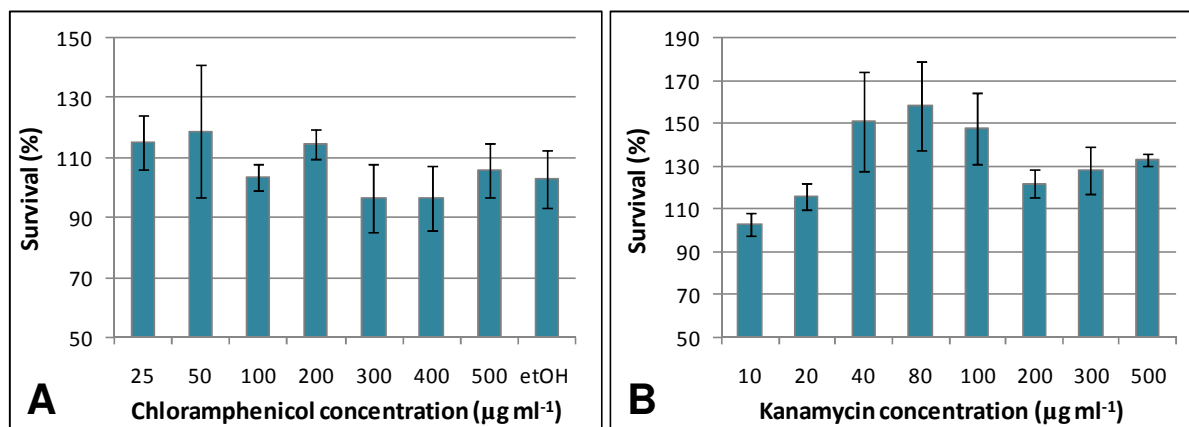 150
130
110
90
70
50
Survival (%)
25 50 100 200 300 400 500 etOH
A
Chloramphenicol concentration (µg ml⁻¹)
190
170
150
130
110
90
70
50
Survival (%)
10 20 40 80 100 200 300 500
B
Kanamycin concentration (µg ml⁻¹)